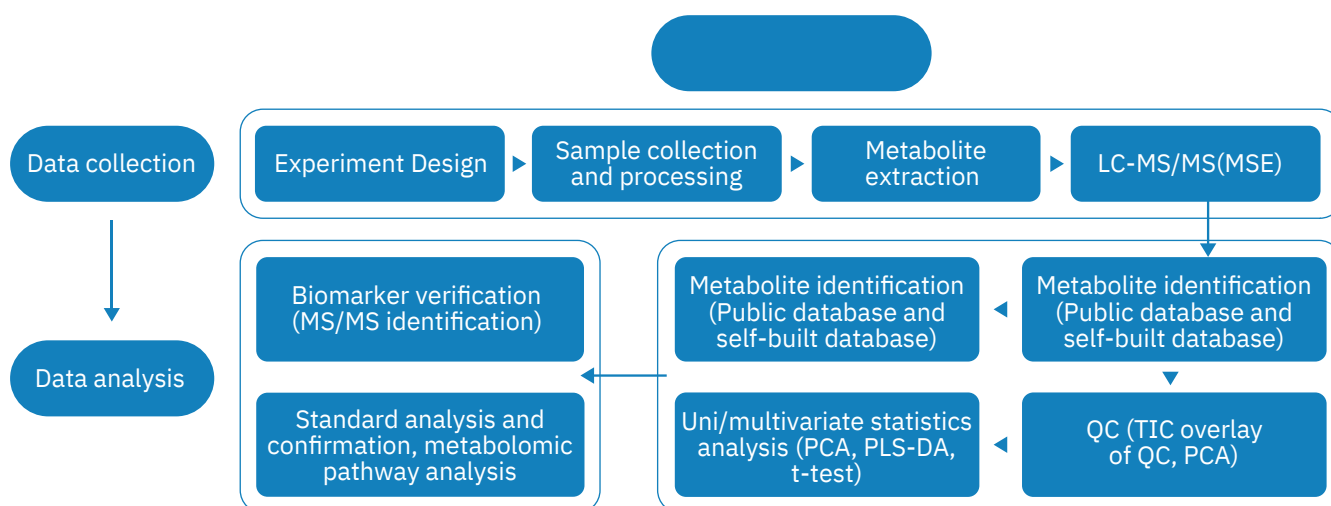 Data collection
Experiment Design
Sample collection
and processing
Metabolite
extraction
LC-MS/MS(MSE)
Biomarker verification
(MS/MS identification)
Metabolite identification
(Public database and
self-built database)
Metabolite identification
(Public database and
self-built database)
Data analysis
Standard analysis and
confirmation, metabolomic
pathway analysis
Uni/multivariate statistics
analysis (PCA, PLS-DA,
t-test)
QC (TIC overlay
of QC, PCA)